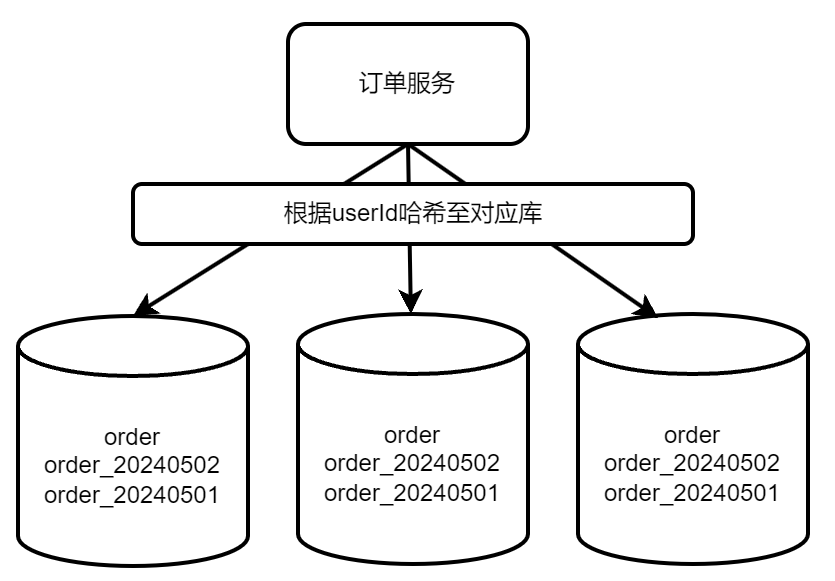 订单服务
根据userId哈希至对应库
order
order_20240502
order_20240501
order
order_20240502
order_20240501
order
order_20240502
order_20240501